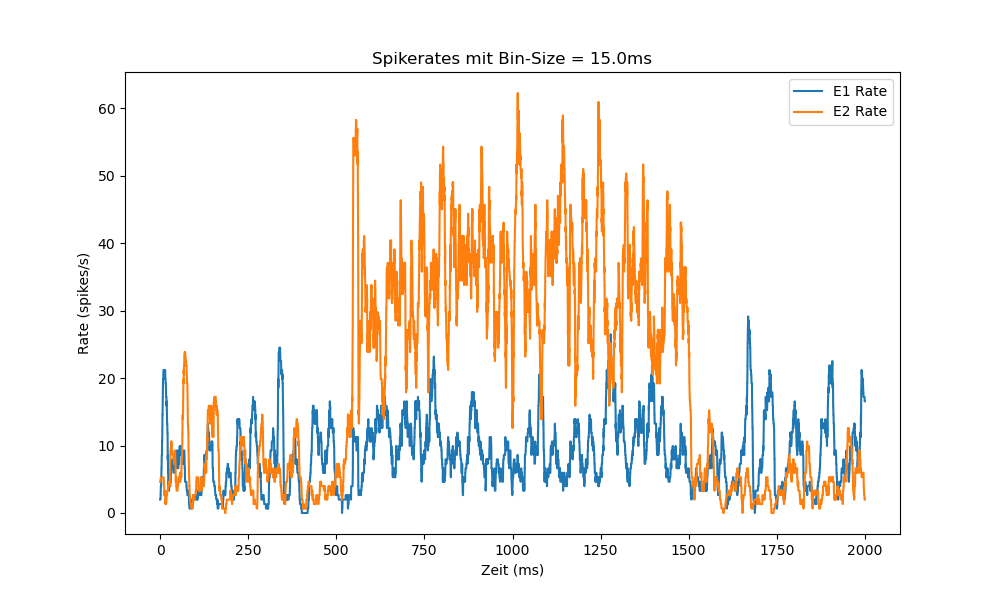 Spikerates mit Bin-Size = 15.0ms
E1 Rate
E2 Rate
60
50
40
30
20
10
0
Rate (spikes/s)
0 250 500 750 1000 1250 1500 1750 2000
Zeit (ms)